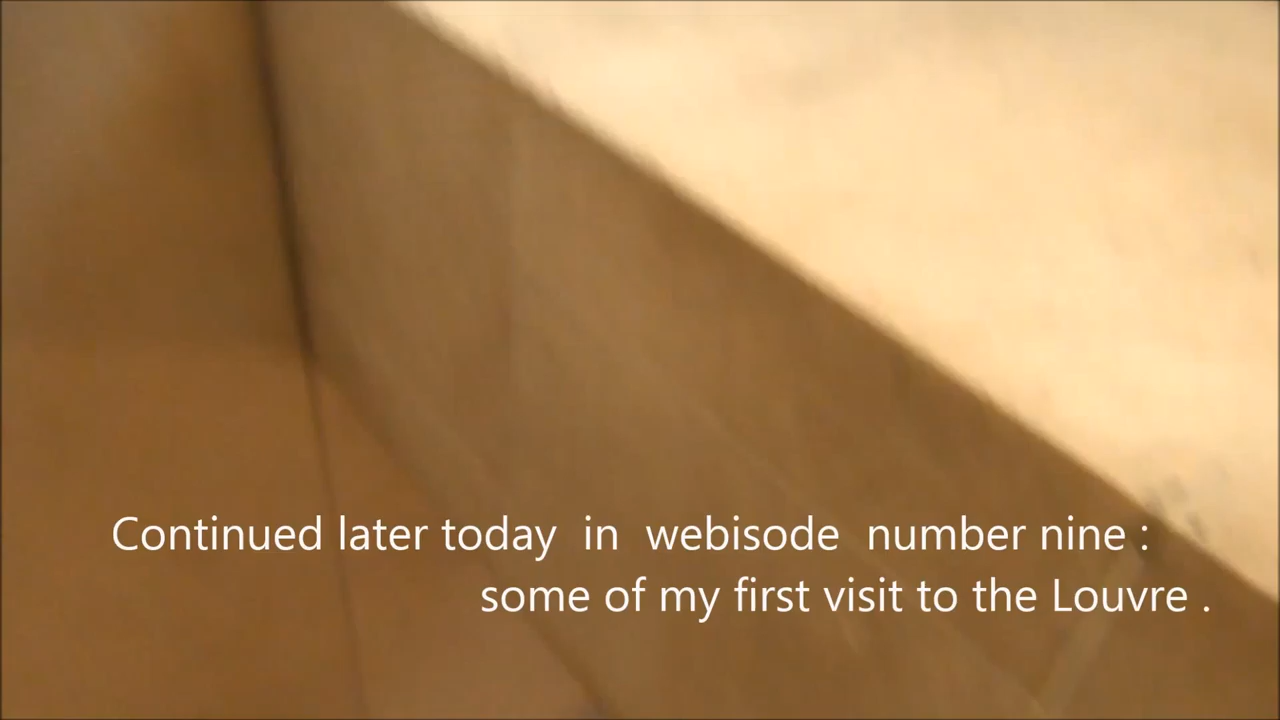 Continued later today  in  webisode  number nine :
some of my first visit to the Louvre .